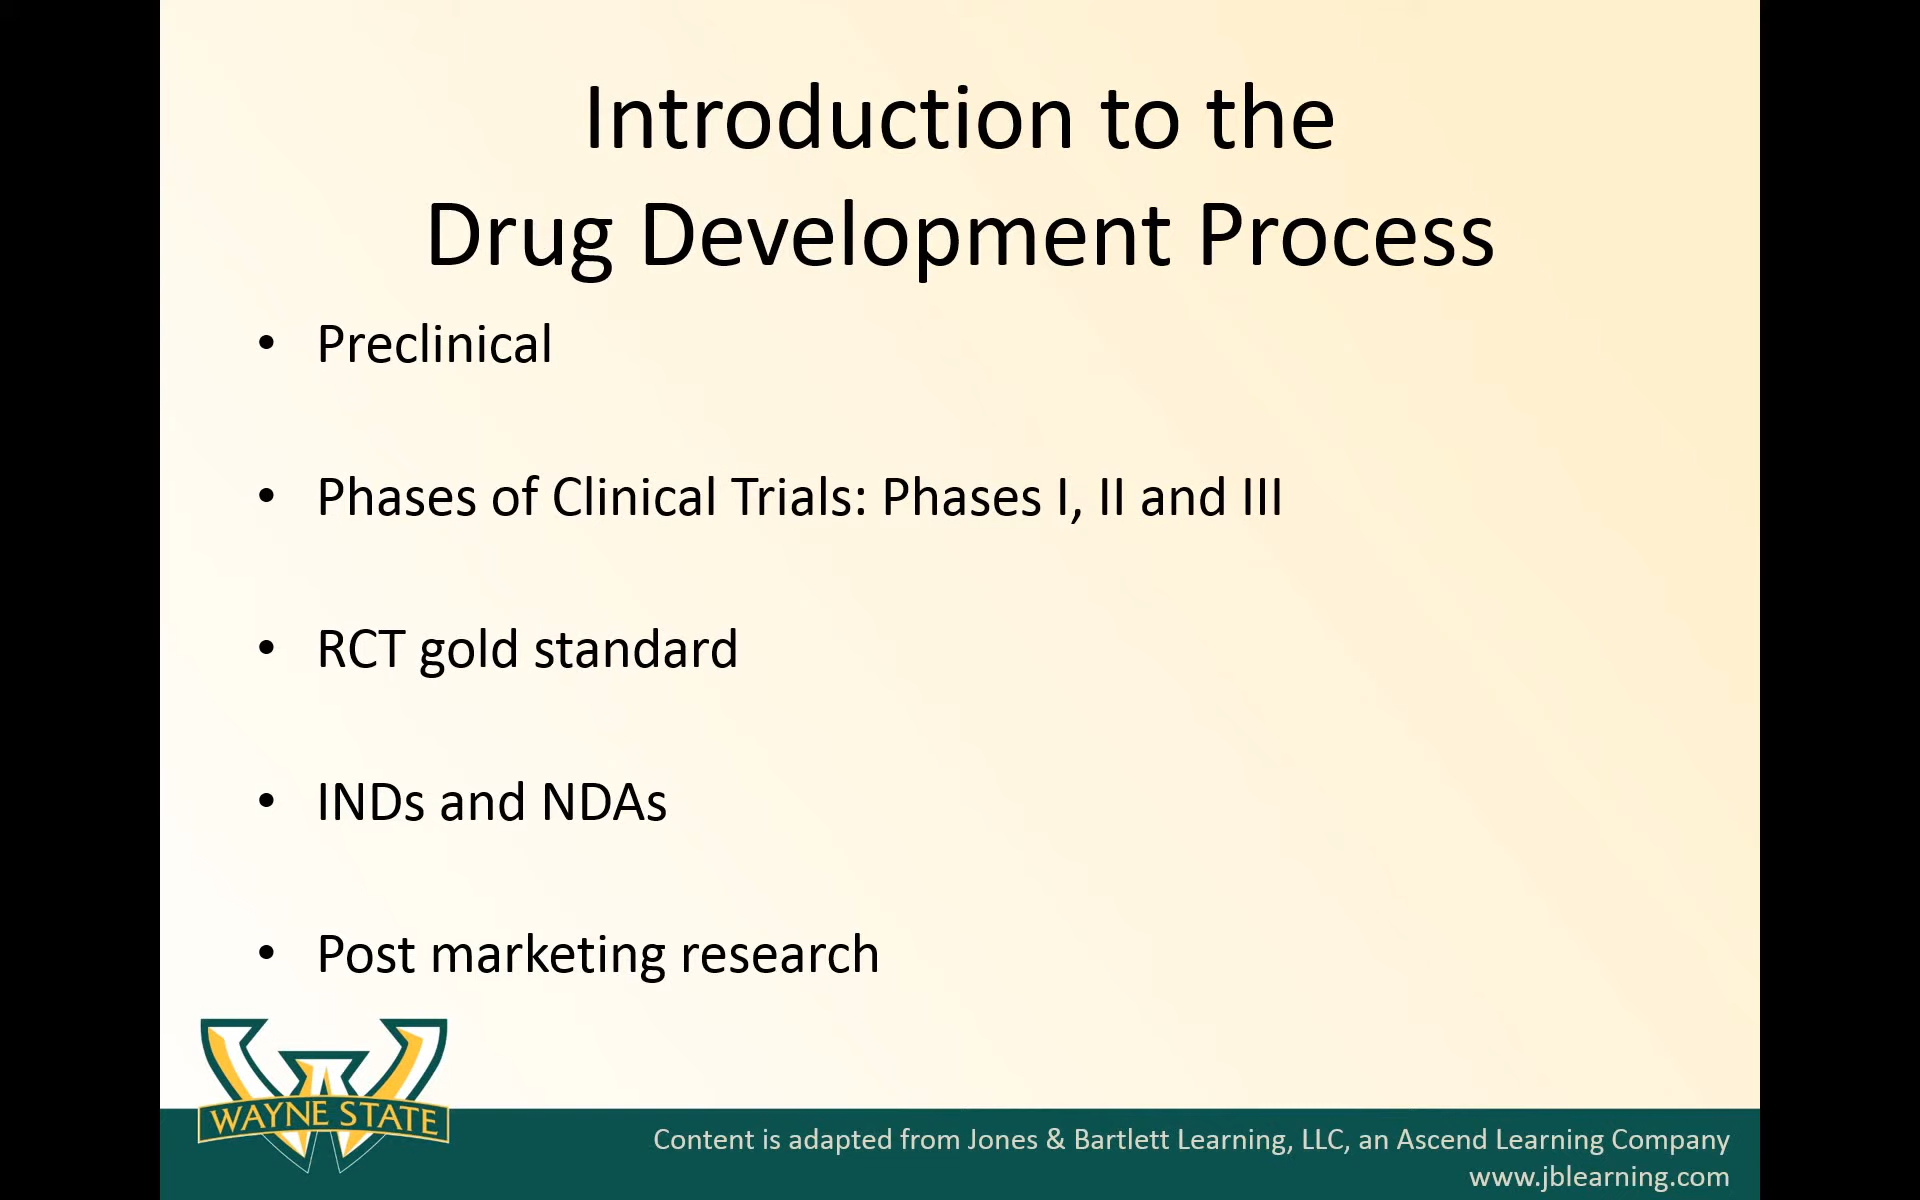 Introduction to the
Drug Development Process
• Preclinical
• Phases of Clinical Trials: Phases I, II and III
• RCT gold standard
• INDs and NDAs
• Post marketing research
WAYNE STATE
Content is adapted from Jones & Bartlett Learning, LLC, an Ascend Learning Company
www.jblearning.com